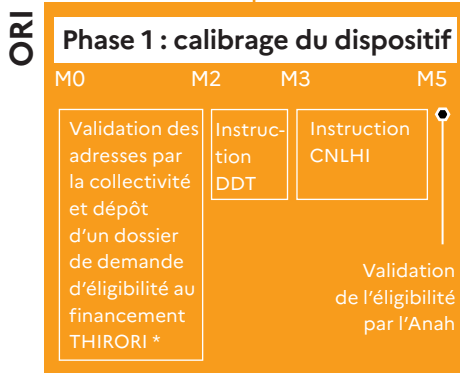 ORI
Phase 1 : calibrage du dispositif
M0 M2 M3 M5
Validation des
adresses par
la collectivité
et dépôt
d'un dossier
de demande
d'éligibilité au
financement
THIRORI *
Instruc-
tion
DDT
Instruction
CNLHI
Validation
de l'éligibilité
par l'Anah